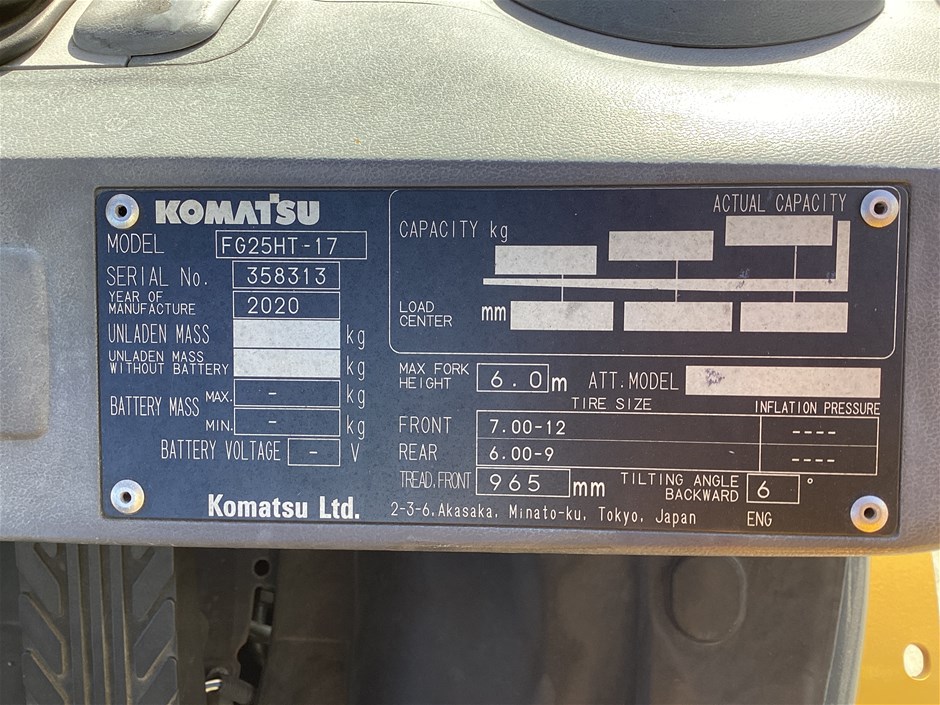 KOMATSU
MODEL FG25HT-17
SERIAL No. 358313
YEAR OF MANUFACTURE 2020
UNLADEN MASS kg
UNLADEN MASS WITHOUT BATTERY kg
BATTERY MASS MAX. - kg
MIN. - kg
BATTERY VOLTAGE - V
Komatsu Ltd.
ACTUAL CAPACITY
CAPACITY kg
LOAD CENTER mm
MAX FORK HEIGHT 6.0 m ATT.MODEL
TIRE SIZE INFLATION PRESSURE
FRONT 7.00-12 ----
REAR 6.00-9 ----
TREAD,FRONT 965 mm TILTING ANGLE BACKWARD 6 °
2-3-6,Akasaka, Minato-ku, Tokyo, Japan ENG